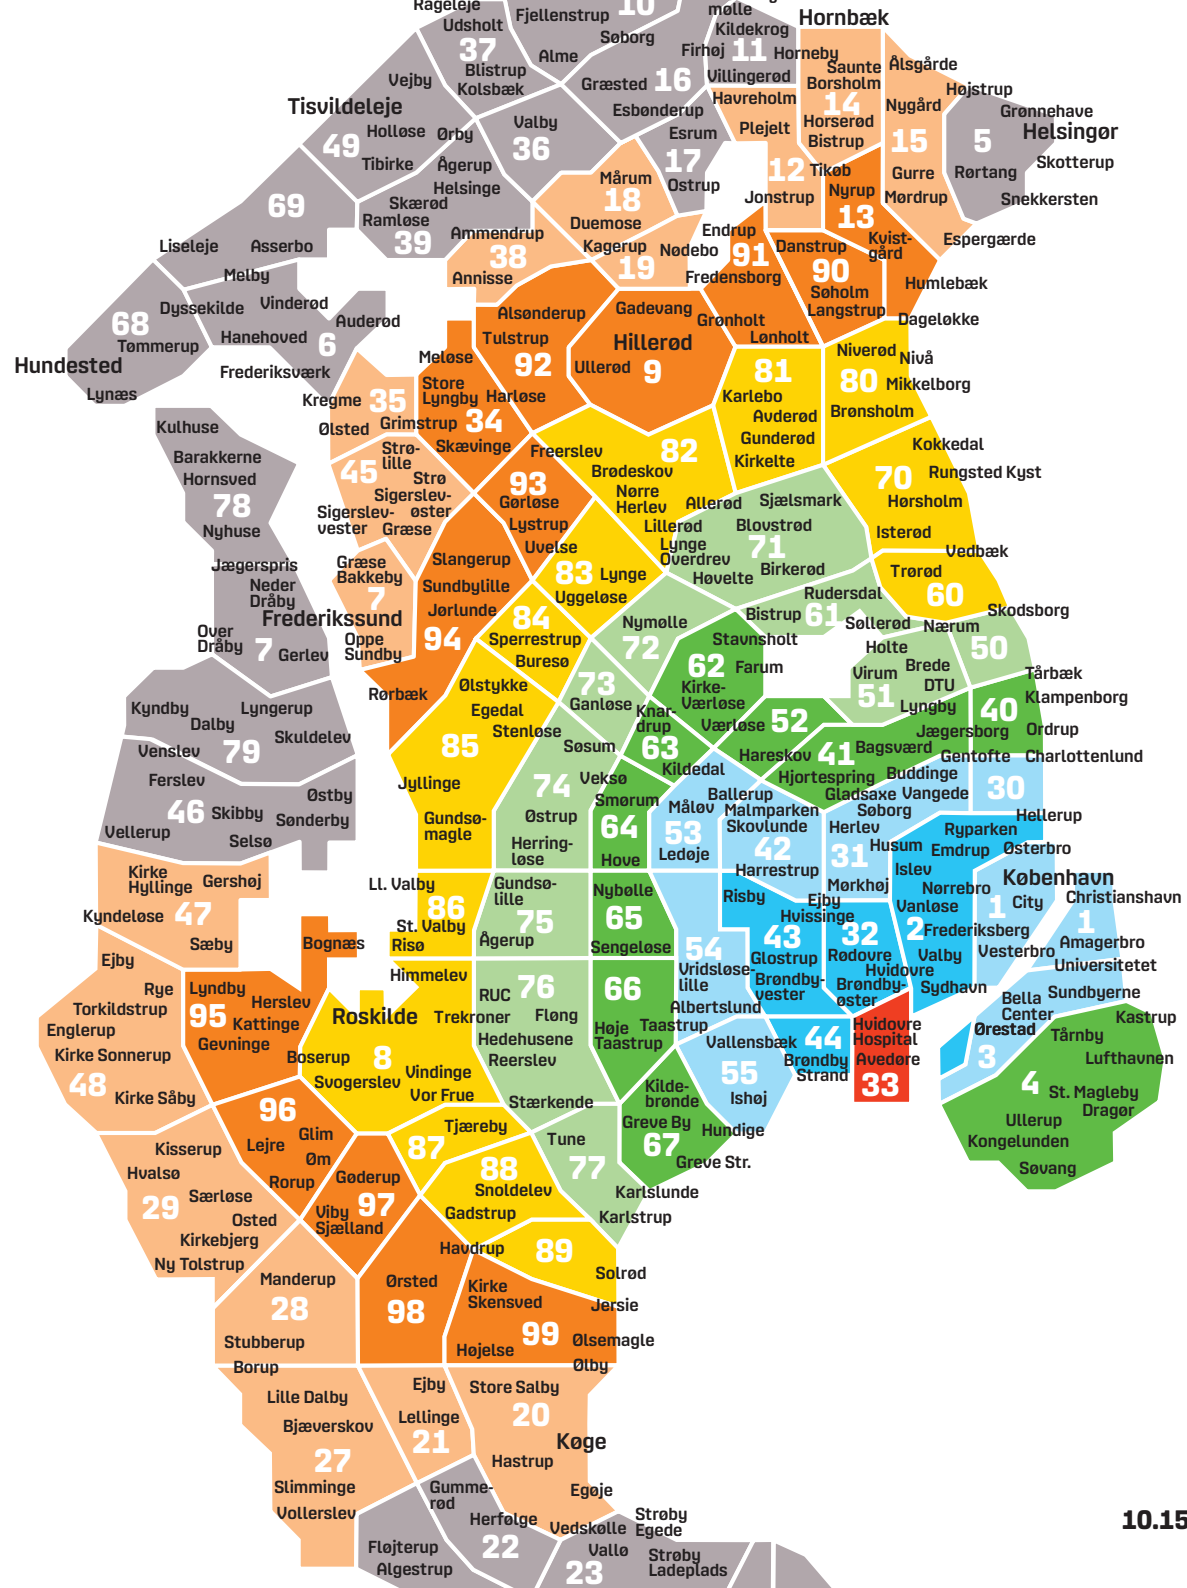 Rågeleje
Udsholt
37
Blistrup
Kolsbæk
Fjellenstrup
10
Søborg
Alme
Græsted
16
Esbønderup
mølle
Kildekrog
Firhøj
11
Horneby
Villingerød
Hornbæk
Saunte
Borsholm
14
Horserød
Bistrup
Ålsgårde
Højstrup
Nygård
15
Gurre
Mørdrup
Grønnehave
5
Helsingør
Skotterup
Rørtang
Snekkersten
Espergærde
Vejby
Tisvildeleje
49
Holløse
Ørby
Tibirke
Valby
36
Ågerup
Helsinge
Skærød
Ramløse
39
Esrum
17
Ostrup
Havreholm
Plejelt
12
Jonstrup
Tikøb
Nyrup
13
Kvist-
gård
69
Liseleje
Asserbo
Mårum
18
Duemose
Ammendrup
38
Annisse
Kagerup
19
Nødebo
Endrup
91
Fredensborg
Danstrup
90
Søholm
Langstrup
Humlebæk
Dageløkke
Melby
Dyssekilde
Vinderød
68
Tømmerup
Hundested
Lynæs
Hanehoved
6
Auderød
Frederiksværk
Alsønderup
Tulstrup
92
Harløse
Gadevang
Grønholt
Hillerød
Ullerød
9
Lønholt
Meløse
Store
Lyngby
34
Skævinge
Kregme
35
Ølsted
Grimstrup
81
Karlebo
Avderød
Gunderød
Kirkelte
Niverød
Nivå
80
Mikkelborg
Brønsholm
Kulhuse
Barakkerne
Hornsved
78
Nyhuse
Jægerspris
Neder
Dråby
Strø-
lille
45
Strø
Sigerslev-
øster
Sigerslev-
vester
Græse
Freerslev
93
Gørløse
Lystrup
Uvelse
82
Brødeskov
Nørre
Herlev
Allerød
Lillerød
Lynge
Overdrev
Sjælsmark
Blovstrød
71
Birkerød
Høvelte
Kokkedal
70
Rungsted Kyst
Hørsholm
Isterød
Vedbæk
Græse
Bakkeby
7
Frederikssund
Over
Dråby
7
Gerlev
Oppe
Sundby
Slangerup
Sundbylille
Jørlunde
94
Rørbæk
83
Lynge
Uggeløse
84
Sperrestrup
Buresø
Nymølle
72
Rudersdal
Bistrup
61
Søllerød
Trørød
60
Skodsborg
Nærum
50
Holte
Brede
Virum
DTU
51
Lyngby
Tårbæk
Stavnsholt
62
Farum
Kirke-
Værløse
Kyndby
Lyngerup
Dalby
Skuldelev
79
Venslev
Ølstykke
Egedal
Stenløse
85
Jyllinge
Gundsø-
magle
73
Ganløse
Knar-
drup
63
Kildedal
Værløse
52
Hareskov
41
Bagsværd
Jægersborg
Hjortespring
40
Klampenborg
Ordrup
Gentofte
Charlottenlund
Ferslev
46
Skibby
Østby
Sønderby
Vellerup
Selsø
Søsum
74
Veksø
Østrup
Herring-
løse
Smørum
64
Hove
Måløv
53
Ledøje
Ballerup
Malmparken
Skovlunde
42
Harrestrup
Buddinge
Gladsaxe
Vangede
Søborg
Herlev
31
Husum
Mørkhøj
30
Hellerup
Ryparken
Emdrup
Østerbro
Islev
Nørrebro
Vanløse
2
Frederiksberg
Valby
Sydhavn
København
1
City
Vesterbro
Christianshavn
1
Amagerbro
Universitetet
Kirke
Hyllinge
Gershøj
Kyndeløse
47
Sæby
Ll. Valby
86
St. Valby
Risø
Himmelev
Gundsø-
lille
75
Ågerup
Nybølle
65
Sengeløse
54
Vridsløse-
lille
Albertslund
Risby
43
Glostrup
Brøndby-
vester
Ejby
Hvissinge
32
Rødovre
Hvidovre
Brøndby-
øster
Bognæs
Ejby
Rye
Torkildstrup
Englerup
Kirke Sonnerup
48
Kirke Såby
Lyndby
Herslev
95
Kattinge
Gevninge
Roskilde
8
Boserup
Svogerslev
Vindinge
Vor Frue
RUC
76
Trekroner
Fløng
Hedehusene
Reerslev
Stærkende
66
Høje
Taastrup
Taastrup
Vallensbæk
55
Ishøj
44
Brøndby
Strand
Hvidovre
Hospital
Avedøre
33
Bella
Center
Sundbyerne
Ørestad
3
Kastrup
Tårnby
Lufthavnen
4
St. Magleby
Dragør
Ullerup
Kongelunden
Søvang
Kilde-
brønde
Greve By
67
Hundige
Greve Str.
96
Glim
Lejre
Øm
Rorup
Tjæreby
87
88
Snoldelev
Gadstrup
Tune
77
Karlslunde
Karlstrup
Kisserup
Hvalsø
Særløse
29
Osted
Kirkebjerg
Ny Tolstrup
Gøderup
Viby
Sjælland
97
Havdrup
89
Solrød
Jersie
Manderup
28
Stubberup
Borup
Ørsted
98
Kirke
Skensved
99
Højelse
Ølsemagle
Ølby
Lille Dalby
Bjæverskov
27
Slimminge
Vollerslev
Ejby
Lellinge
21
Store Salby
20
Køge
Hastrup
Egøje
Gumme-
rød
Herfølge
22
Fløjterup
Algestrup
Vedskølle
Strøby
Egede
Vallø
23
Strøby
Ladeplads
10.15